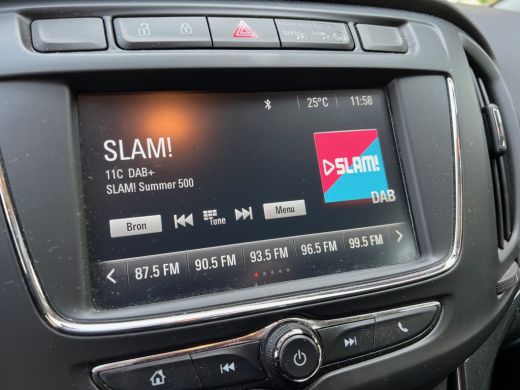 25°C 11:58
SLAM!
11C DAB+
SLAM! Summer 500
SLAM!
DAB
Bron Tune Menu
87.5 FM 90.5 FM 93.5 FM 96.5 FM 99.5 FM